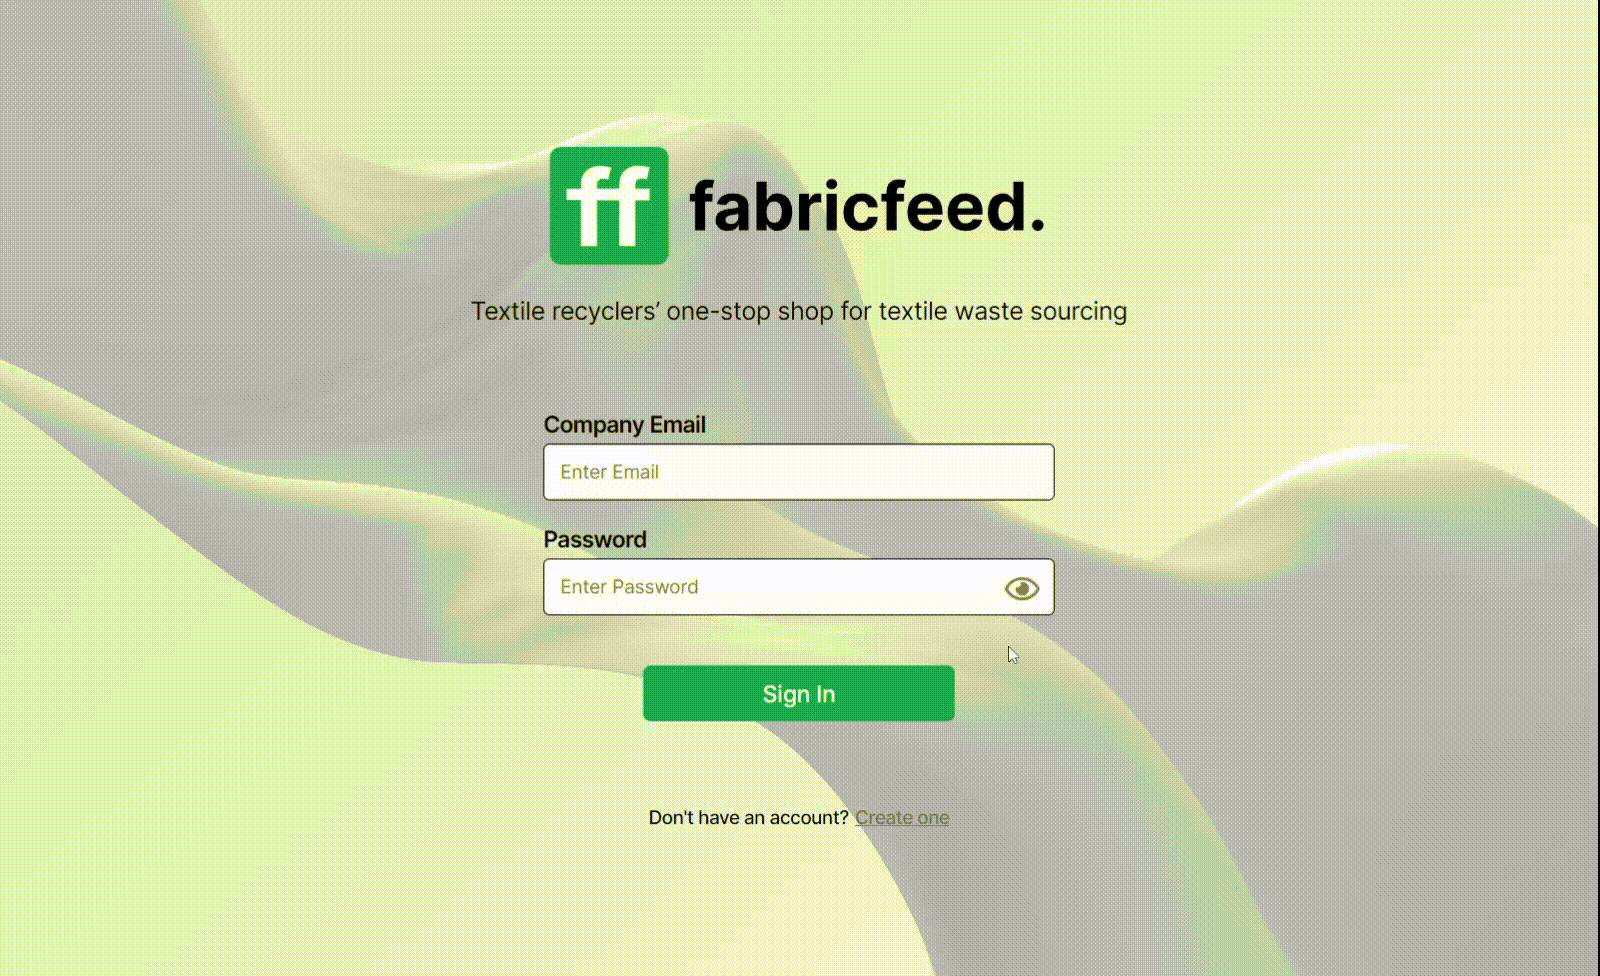 ff fabricfeed.
Textile recyclers’ one-stop shop for textile waste sourcing
Company Email
Enter Email
Password
Enter Password
Sign In
Don't have an account? Create one